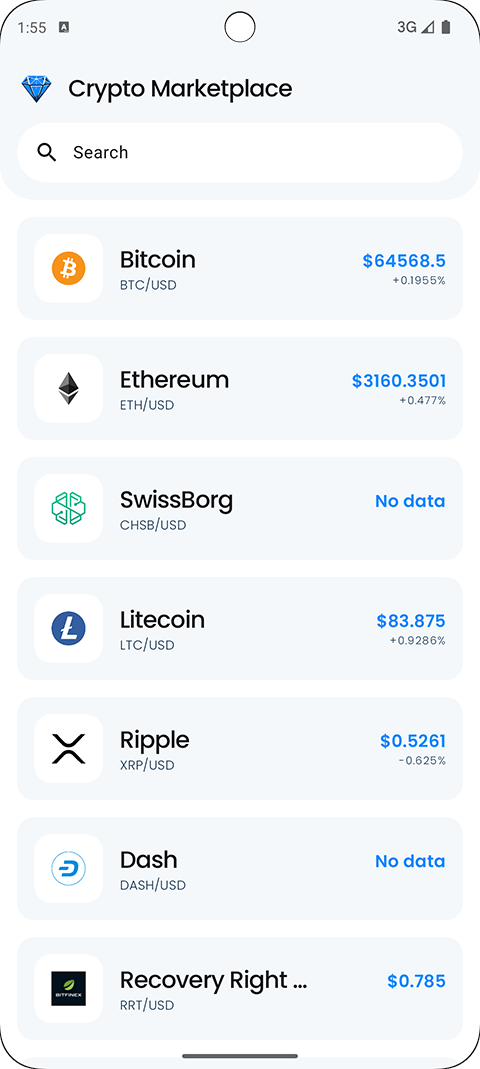 1:55
3G
Crypto Marketplace
Search
Bitcoin
$64568.5
BTC/USD
+0.1955%
Ethereum
$3160.3501
ETH/USD
+0.477%
SwissBorg
No data
CHSB/USD
Litecoin
$83.875
LTC/USD
+0.9286%
Ripple
$0.5261
XRP/USD
-0.625%
Dash
No data
DASH/USD
Recovery Right ...
$0.785
BITFINEX
RRT/USD